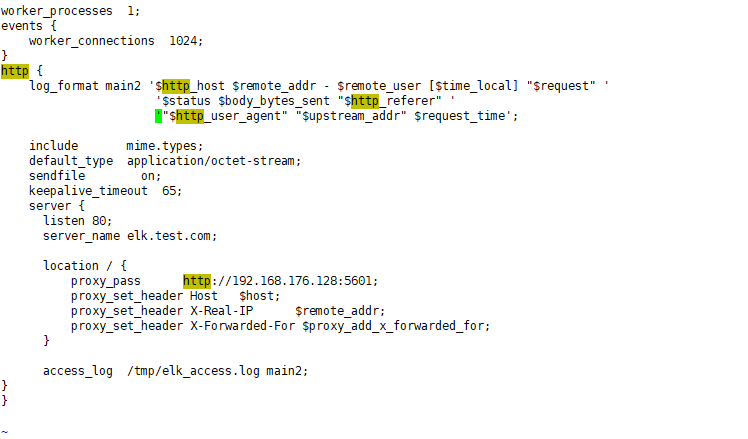 worker_processes  1;
events {
    worker_connections  1024;
}
http {
    log_format main2 '$http_host $remote_addr - $remote_user [$time_local] "$request" '
                      '$status $body_bytes_sent "$http_referer" '
                      '"$http_user_agent" "$upstream_addr" $request_time';

    include       mime.types;
    default_type  application/octet-stream;
    sendfile        on;
    keepalive_timeout  65;
    server {
      listen 80;
      server_name elk.test.com;

      location / {
          proxy_pass      http://192.168.176.128:5601;
          proxy_set_header Host   $host;
          proxy_set_header X-Real-IP      $remote_addr;
          proxy_set_header X-Forwarded-For $proxy_add_x_forwarded_for;
      }

      access_log  /tmp/elk_access.log main2;
}
}

~